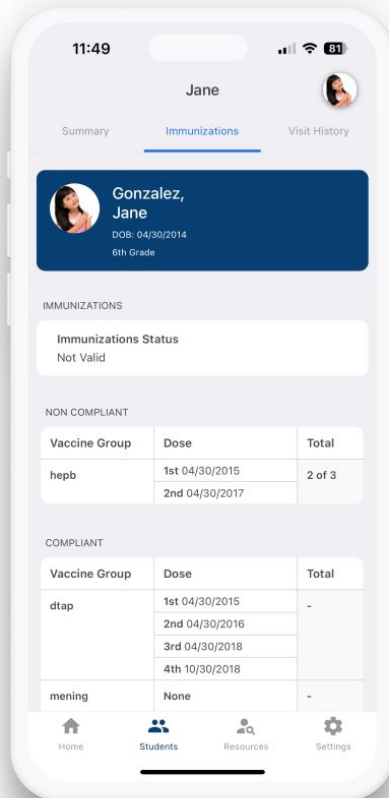 11:49
81
Jane
Summary Immunizations Visit History
Gonzalez,
Jane
DOB: 04/30/2014
6th Grade
IMMUNIZATIONS
Immunizations Status
Not Valid
NON COMPLIANT
Vaccine Group Dose Total
hepb 1st 04/30/2015 2 of 3
2nd 04/30/2017
COMPLIANT
Vaccine Group Dose Total
dtap 1st 04/30/2015 -
2nd 04/30/2016
3rd 04/30/2018
4th 10/30/2018
mening None -
Home Students Resources Settings